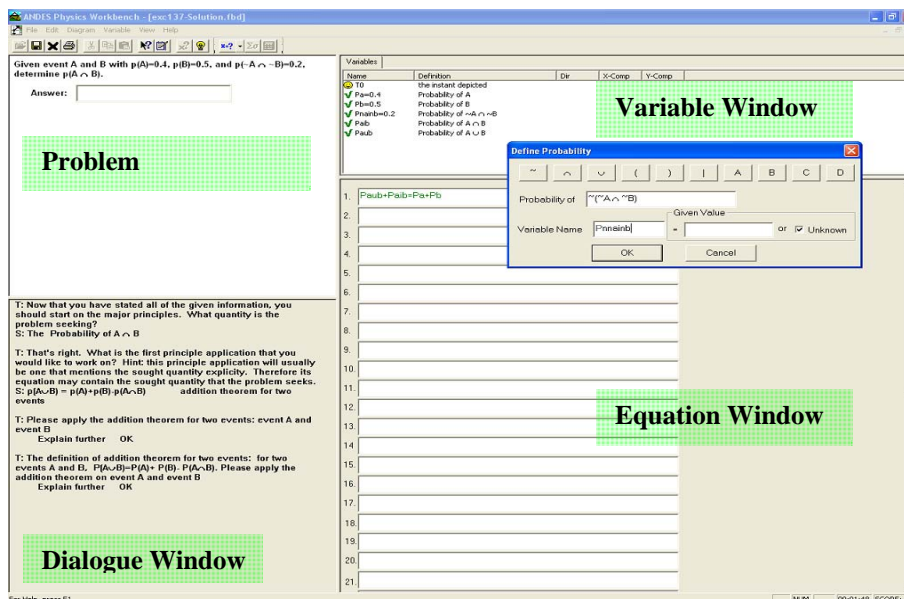 ANDES Physics Workbench - [exc137-Solution.fbd]
File Edit Diagram Variable View Help
Given event A and B with p(A)=0.4, p(B)=0.5, and p(~A ∩ ~B)=0.2,
determine p(A ∩ B).
Answer:
Problem
Variables
Name Definition Dir X-Comp Y-Comp
T0 the instant depicted
Pa=0.4 Probability of A
Pb=0.5 Probability of B
Pnainb=0.2 Probability of ~A ∩ ~B
Paib Probability of A ∩ B
Paub Probability of A ∪ B
Variable Window
Define Probability
~ ∩ ∪ ( ) | A B C D
Probability of ~(~A ∩ ~B)
Given Value
Variable Name Pnnainb = or Unknown
OK Cancel
1. Paub+Paib=Pa+Pb
2.
3.
4.
5.
6.
7.
8.
9.
10.
11.
12.
13.
14
15.
16.
17.
18.
19.
20.
21.
Equation Window
T: Now that you have stated all of the given information, you
should start on the major principles. What quantity is the
problem seeking?
S: The Probability of A ∩ B
T: That's right. What is the first principle application that you
would like to work on? Hint: this principle application will usually
be one that mentions the sought quantity explicity. Therefore its
equation may contain the sought quantity that the problem seeks.
S: p(A∪B) = p(A)+p(B)-p(A∩B) addition theorem for two
events
T: Please apply the addition theorem for two events: event A and
event B
Explain further OK
T: The definition of addition theorem for two events: for two
events A and B, P(A∪B)=P(A)+ P(B)- P(A∩B). Please apply the
addition theorem on event A and event B
Explain further OK
Dialogue Window
For Help, press F1
NUM 00:01:48 SCORE: